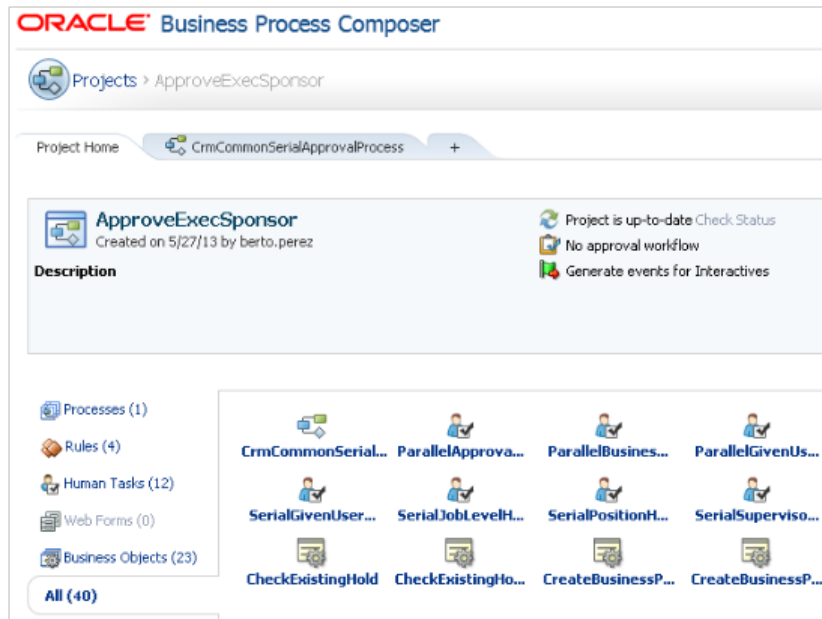 ORACLE Business Process Composer
Projects > ApproveExecSponsor
Project Home CrmCommonSerialApprovalProcess +
ApproveExecSponsor
Created on 5/27/13 by berto.perez
Description
Project is up-to-date Check Status
No approval workflow
Generate events for Interactives
Processes (1)
Rules (4)
Human Tasks (12)
Web Forms (0)
Business Objects (23)
All (40)
CrmCommonSerial... ParallelApprova... ParallelBusines... ParallelGivenUs...
SerialGivenUser... SerialJobLevelH... SerialPositionH... SerialSuperviso...
CheckExistingHold CheckExistingHo... CreateBusinessP... CreateBusinessP...